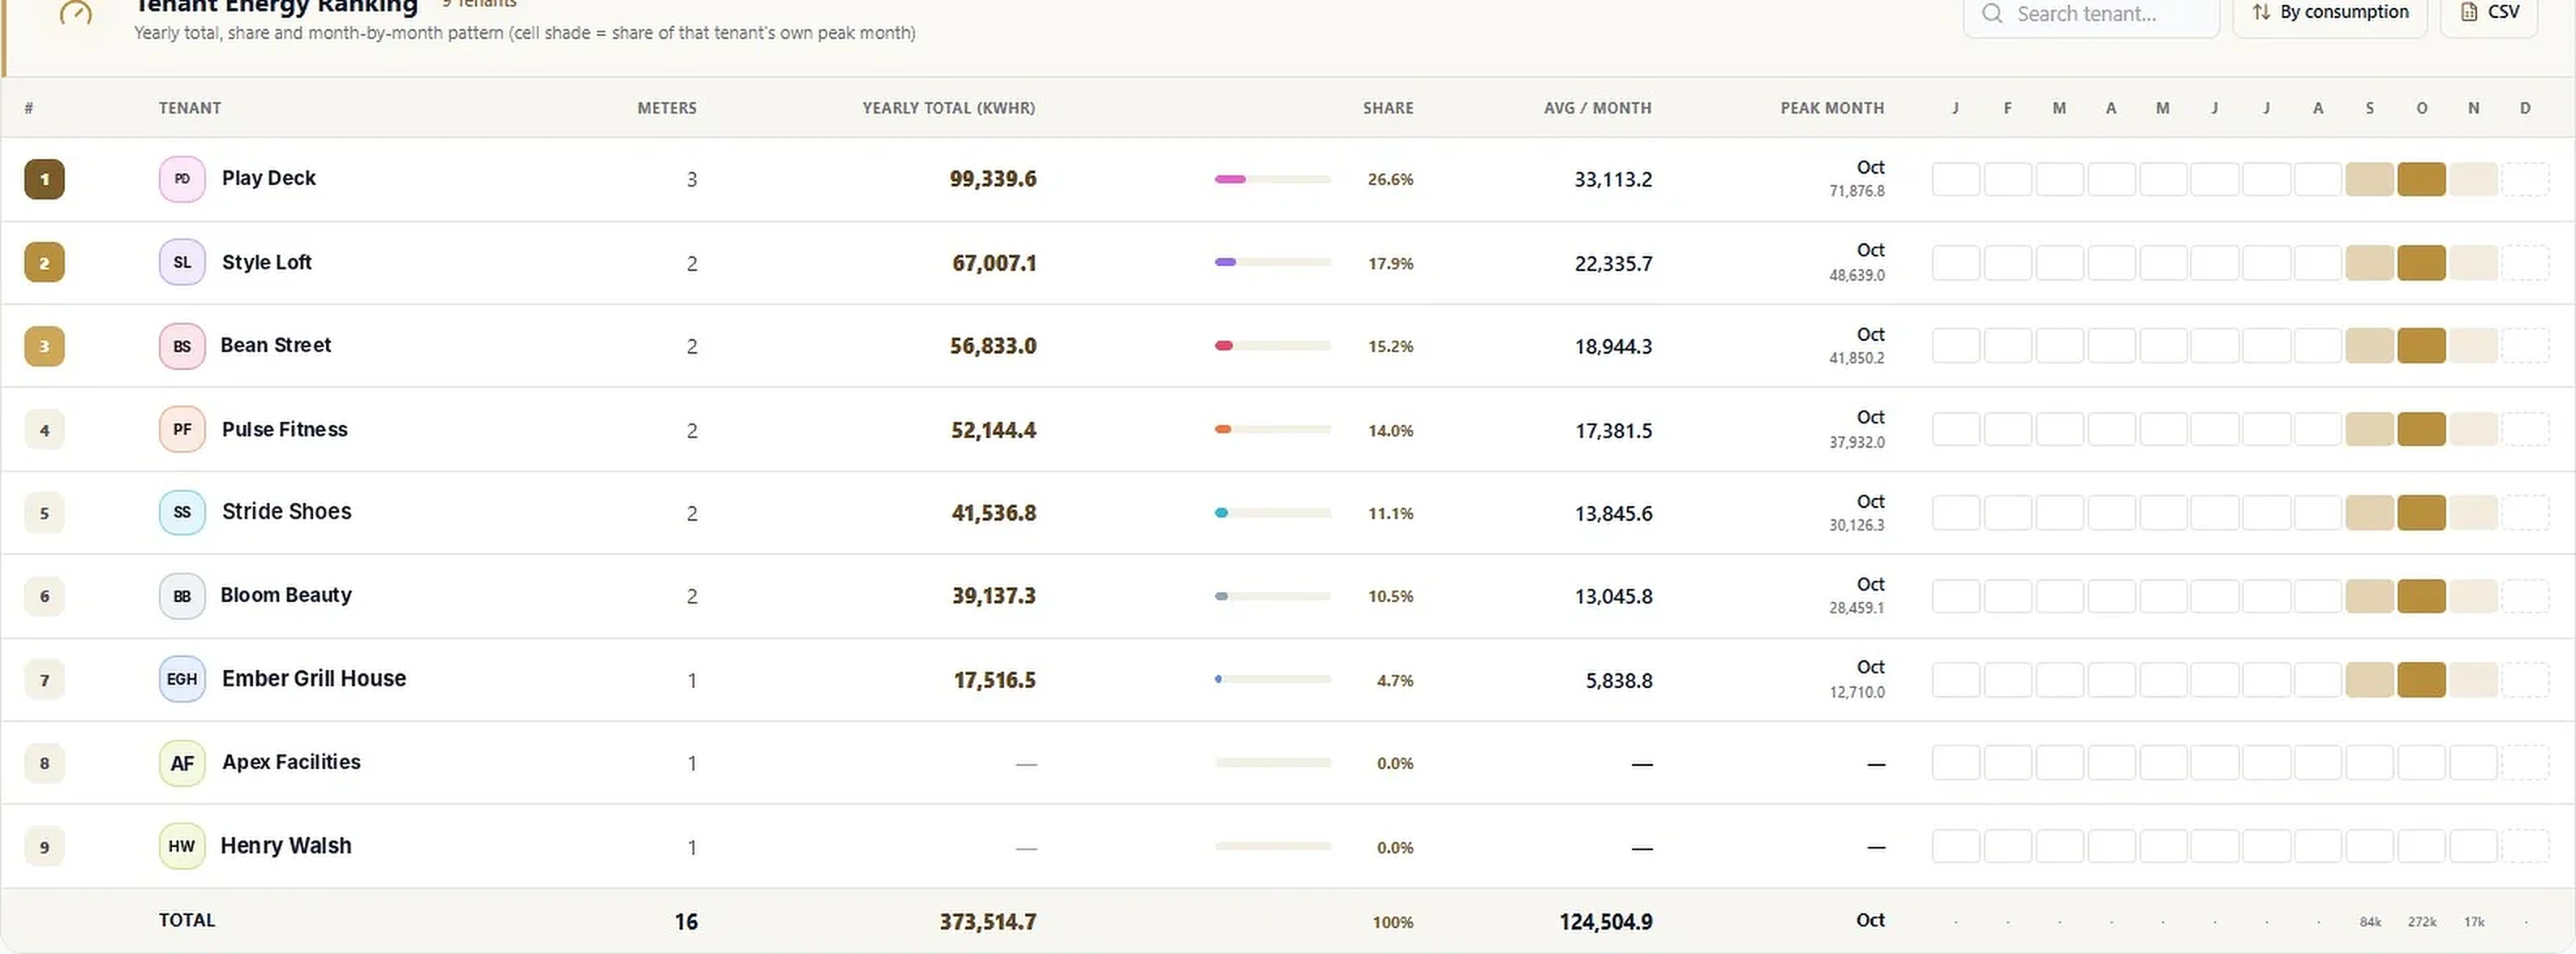 Tenant Energy Ranking 9 Tenants
Yearly total, share and month-by-month pattern (cell shade = share of that tenant's own peak month)
Search tenant... By consumption CSV
# TENANT METERS YEARLY TOTAL (KWHR) SHARE AVG / MONTH PEAK MONTH J F M A M J J A S O N D
1 PD Play Deck 3 99,339.6 26.6% 33,113.2 Oct
71,876.8
2 SL Style Loft 2 67,007.1 17.9% 22,335.7 Oct
48,639.0
3 BS Bean Street 2 56,833.0 15.2% 18,944.3 Oct
41,850.2
4 PF Pulse Fitness 2 52,144.4 14.0% 17,381.5 Oct
37,932.0
5 SS Stride Shoes 2 41,536.8 11.1% 13,845.6 Oct
30,126.3
6 BB Bloom Beauty 2 39,137.3 10.5% 13,045.8 Oct
28,459.1
7 EGH Ember Grill House 1 17,516.5 4.7% 5,838.8 Oct
12,710.0
8 AF Apex Facilities 1 — 0.0% — —
9 HW Henry Walsh 1 — 0.0% — —
TOTAL 16 373,514.7 100% 124,504.9 Oct · · · · · · · · 84k 272k 17k ·